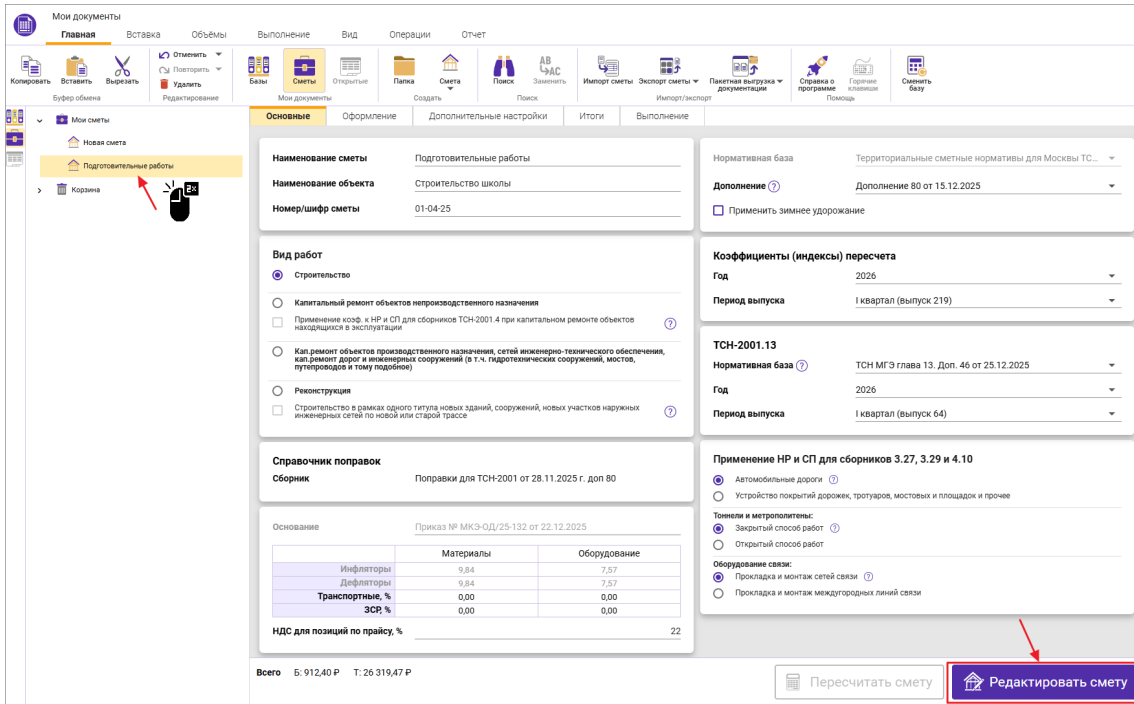 Мои документы
Главная Вставка Объёмы Выполнение Вид Операции Отчет
Копировать Вставить Вырезать Отменить Повторить Удалить Базы Сметы Открытые Папка Смета Поиск АВ АС Заменить Импорт сметы Экспорт сметы Пакетная выгрузка документации Справка о программе Горячие клавиши Сменить базу
Буфер обмена Редактирование Мои документы Создать Поиск Импорт/экспорт Помощь
Мои сметы
Новая смета
Подготовительные работы
Корзина
2x
Основные Оформление Дополнительные настройки Итоги Выполнение
Наименование сметы Подготовительные работы
Наименование объекта Строительство школы
Номер/шифр сметы 01-04-25
Вид работ
Строительство
Капитальный ремонт объектов непроизводственного назначения
Применение коэф. к НР и СП для сборников ТСН-2001.4 при капитальном ремонте объектов
находящихся в эксплуатации
Кап.ремонт объектов производственного назначения, сетей инженерно-технического обеспечения,
кап.ремонт дорог и инженерных сооружений (в т.ч. гидротехнических сооружений, мостов,
путепроводов и тому подобное)
Реконструкция
Строительство в рамках одного титула новых зданий, сооружений, новых участков наружных
инженерных сетей по новой или старой трассе
Справочник поправок
Сборник Поправки для ТСН-2001 от 28.11.2025 г. доп 80
Основание Приказ № МКЭ-ОД/25-132 от 22.12.2025
Материалы Оборудование
Инфляторы 9,84 7,57
Дефляторы 9,84 7,57
Транспортные, % 0,00 0,00
ЗСР, % 0,00 0,00
НДС для позиций по прайсу, % 22
Нормативная база Территориальные сметные нормативы для Москвы ТС...
Дополнение ? Дополнение 80 от 15.12.2025
Применить зимнее удорожание
Коэффициенты (индексы) пересчета
Год 2026
Период выпуска I квартал (выпуск 219)
ТСН-2001.13
Нормативная база ? ТСН МГЭ глава 13. Доп. 46 от 25.12.2025
Год 2026
Период выпуска I квартал (выпуск 64)
Применение НР и СП для сборников 3.27, 3.29 и 4.10
Автомобильные дороги ?
Устройство покрытий дорожек, тротуаров, мостовых и площадок и прочее
Тоннели и метрополитены:
Закрытый способ работ ?
Открытый способ работ
Оборудование связи:
Прокладка и монтаж сетей связи ?
Прокладка и монтаж междугородных линий связи
Всего Б: 912,40 ₽ Т: 26 319,47 ₽
Пересчитать смету Редактировать смету